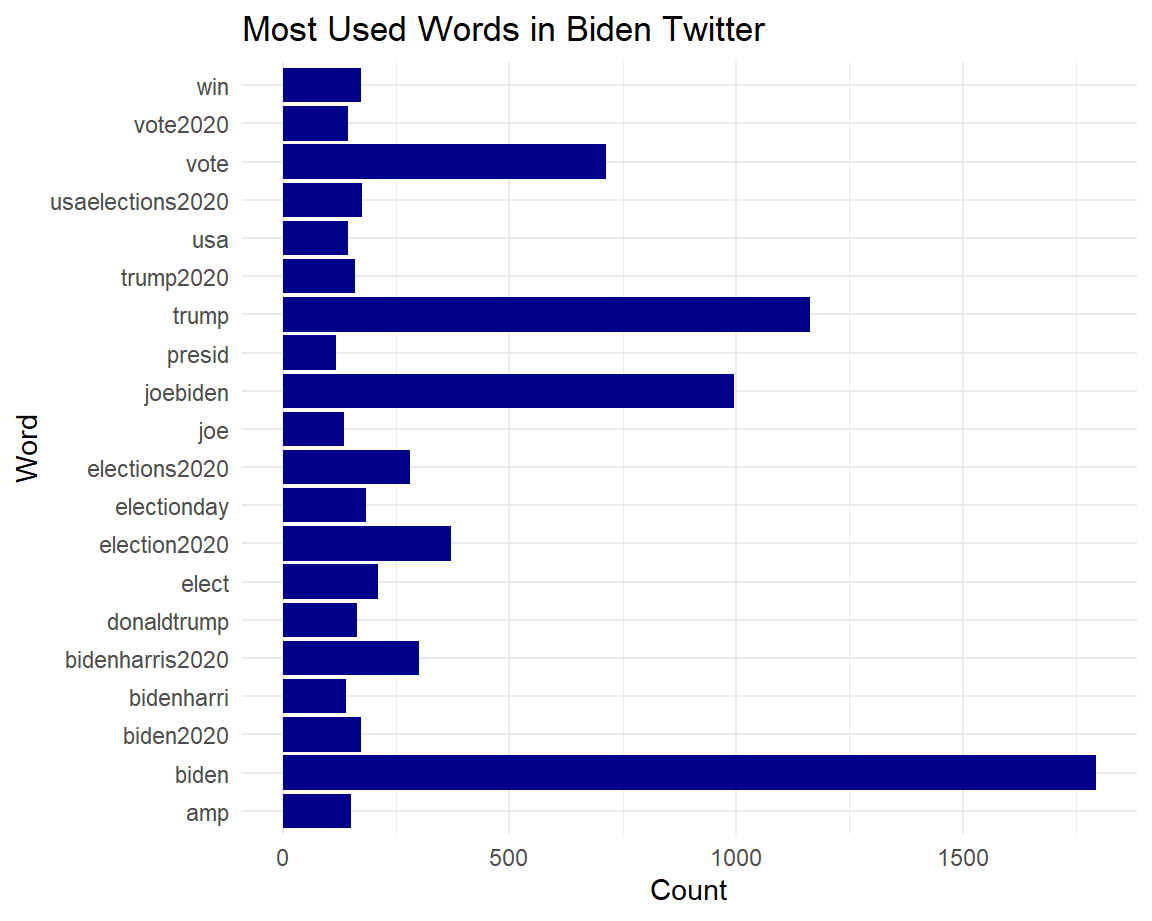 Most Used Words in Biden Twitter
win
vote2020
vote
usaelections2020
usa
trump2020
trump
presid
joebiden
joe
elections2020
electionday
election2020
elect
donaldtrump
bidenharris2020
bidenharri
biden2020
biden
amp
Word
0 500 1000 1500
Count